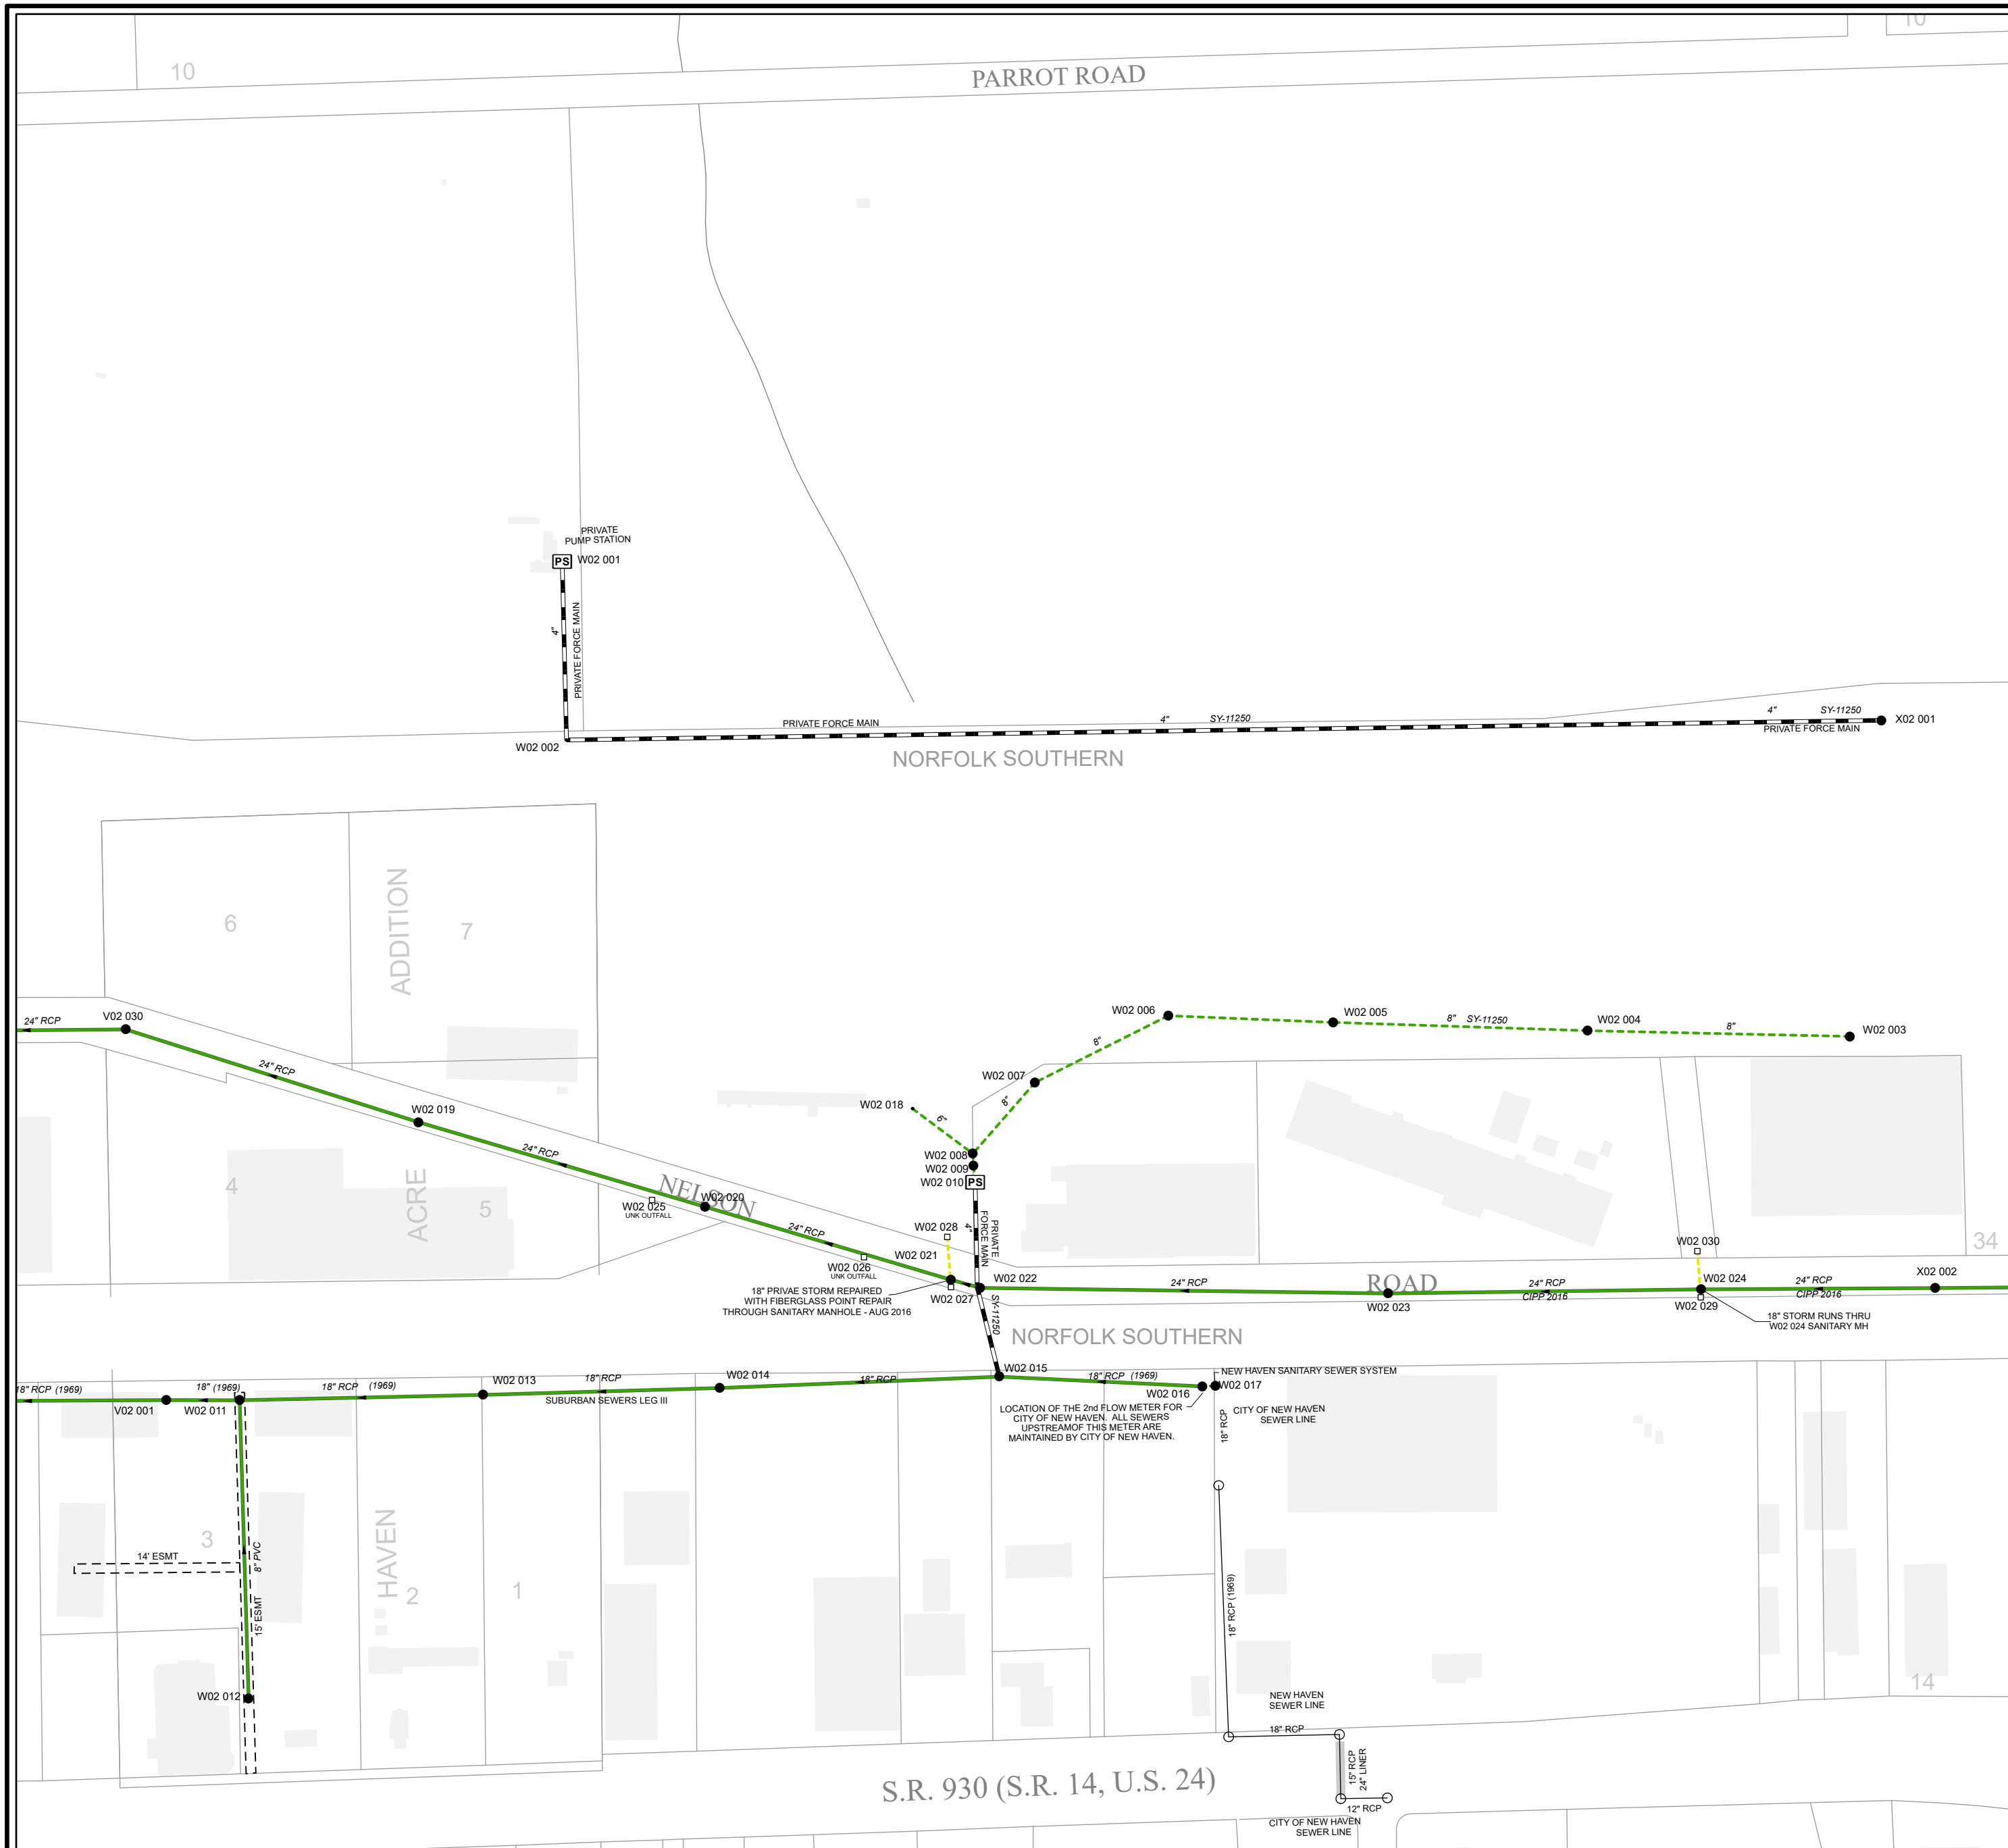 10
10
PARROT ROAD
PRIVATE
PUMP STATION
PS
W02 001
4"
PRIVATE FORCE MAIN
W02 002
PRIVATE FORCE MAIN
4"
SY-11250
4"
SY-11250
X02 001
PRIVATE FORCE MAIN
NORFOLK SOUTHERN
6
ADDITION
7
24" RCP
V02 030
24" RCP
W02 019
24" RCP
W02 006
W02 005
8"
SY-11250
W02 004
8"
W02 003
8"
W02 007
8"
W02 018
6"
W02 008
W02 009
W02 010
PS
4
ACRE
5
NELSON
W02 020
W02 025
UNK OUTFALL
24" RCP
W02 028
4"
PRIVATE
FORCE MAIN
W02 021
W02 026
UNK OUTFALL
W02 022
24" RCP
ROAD
24" RCP
CIPP 2016
W02 030
W02 024
24" RCP
CIPP 2016
X02 002
34
18" PRIVAE STORM REPAIRED
WITH FIBERGLASS POINT REPAIR
THROUGH SANITARY MANHOLE - AUG 2016
W02 027
SY-11250
W02 023
W02 029
18" STORM RUNS THRU
W02 024 SANITARY MH
NORFOLK SOUTHERN
18" RCP (1969)
V02 001
18" (1969)
W02 011
18" RCP (1969)
W02 013
18" RCP
SUBURBAN SEWERS LEG III
W02 014
18" RCP
W02 015
18" RCP (1969)
W02 016
NEW HAVEN SANITARY SEWER SYSTEM
W02 017
LOCATION OF THE 2nd FLOW METER FOR
CITY OF NEW HAVEN. ALL SEWERS
UPSTREAMOF THIS METER ARE
MAINTAINED BY CITY OF NEW HAVEN.
CITY OF NEW HAVEN
SEWER LINE
18" RCP
3
14' ESMT
8" PVC
15' ESMT
HAVEN
2
1
18" RCP (1969)
W02 012
14
NEW HAVEN
SEWER LINE
18" RCP
15" RCP
24" LINER
12" RCP
S.R. 930 (S.R. 14, U.S. 24)
CITY OF NEW HAVEN
SEWER LINE